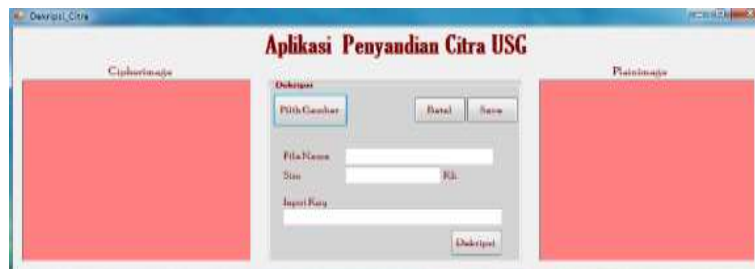 Dekripsi_Citra
Aplikasi Penyandian Citra USG
Cipherimage
Plainimage
Dekripsi
Pilih Gambar
Batal
Save
File Name
Size
Kb
Input Key
Dekripsi